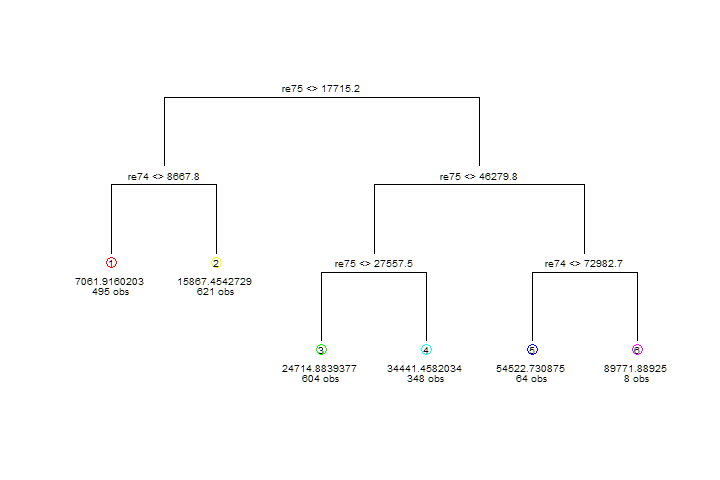 re75 <> 17715.2
re74 <> 8667.8
re75 <> 46279.8
1
2
re75 <> 27557.5
re74 <> 72982.7
7061.9160203
495 obs
15867.4542729
621 obs
3
4
5
6
24714.8839377
604 obs
34441.4582034
348 obs
54522.730875
64 obs
89771.88925
8 obs